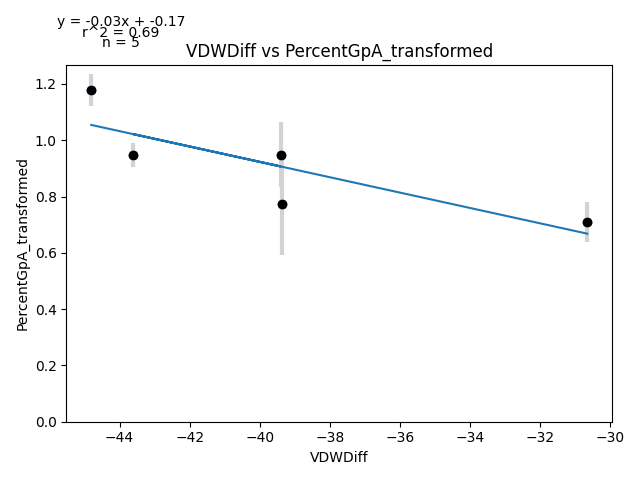 y = -0.03x + -0.17
r^2 = 0.69
n = 5
VDWDiff vs PercentGpA_transformed
1.2
1.0
0.8
0.6
0.4
0.2
0.0
PercentGpA_transformed
−44
−42
−40
−38
−36
−34
−32
−30
VDWDiff